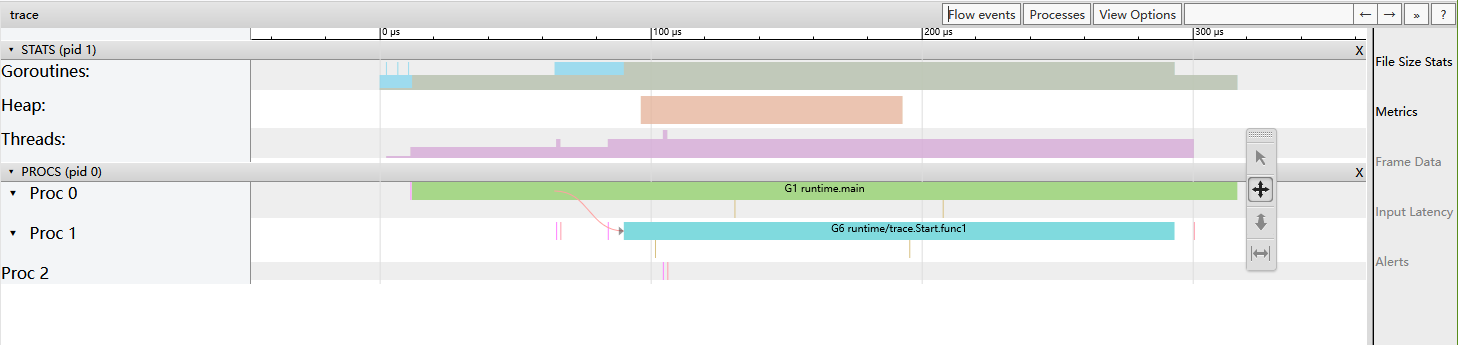 trace
Flow events Processes View Options ← → » ?
0 μs 100 μs 200 μs 300 μs
▾ STATS (pid 1) X
Goroutines:
Heap:
Threads:
▾ PROCS (pid 0) X
▾ Proc 0
G1 runtime.main
▾ Proc 1
G6 runtime/trace.Start.func1
Proc 2
File Size Stats
Metrics
Frame Data
Input Latency
Alerts